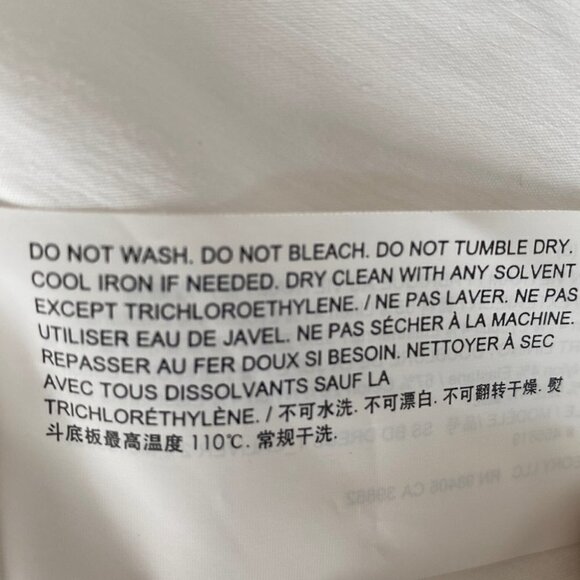 DO NOT WASH. DO NOT BLEACH. DO NOT TUMBLE DRY.
COOL IRON IF NEEDED. DRY CLEAN WITH ANY SOLVENT
EXCEPT TRICHLOROETHYLENE. / NE PAS LAVER. NE PAS
UTILISER EAU DE JAVEL. NE PAS SÉCHER À LA MACHINE.
REPASSER AU FER DOUX SI BESOIN. NETTOYER À SEC
AVEC TOUS DISSOLVANTS SAUF LA
TRICHLORÉTHYLÈNE. / 不可水洗. 不可漂白. 不可翻转干燥. 熨
斗底板最高温度 110℃. 常规干洗.